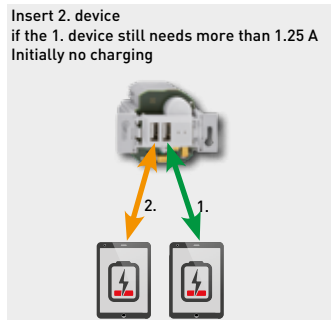 Insert 2. device
if the 1. device still needs more than 1.25 A
Initially no charging
2. 1.